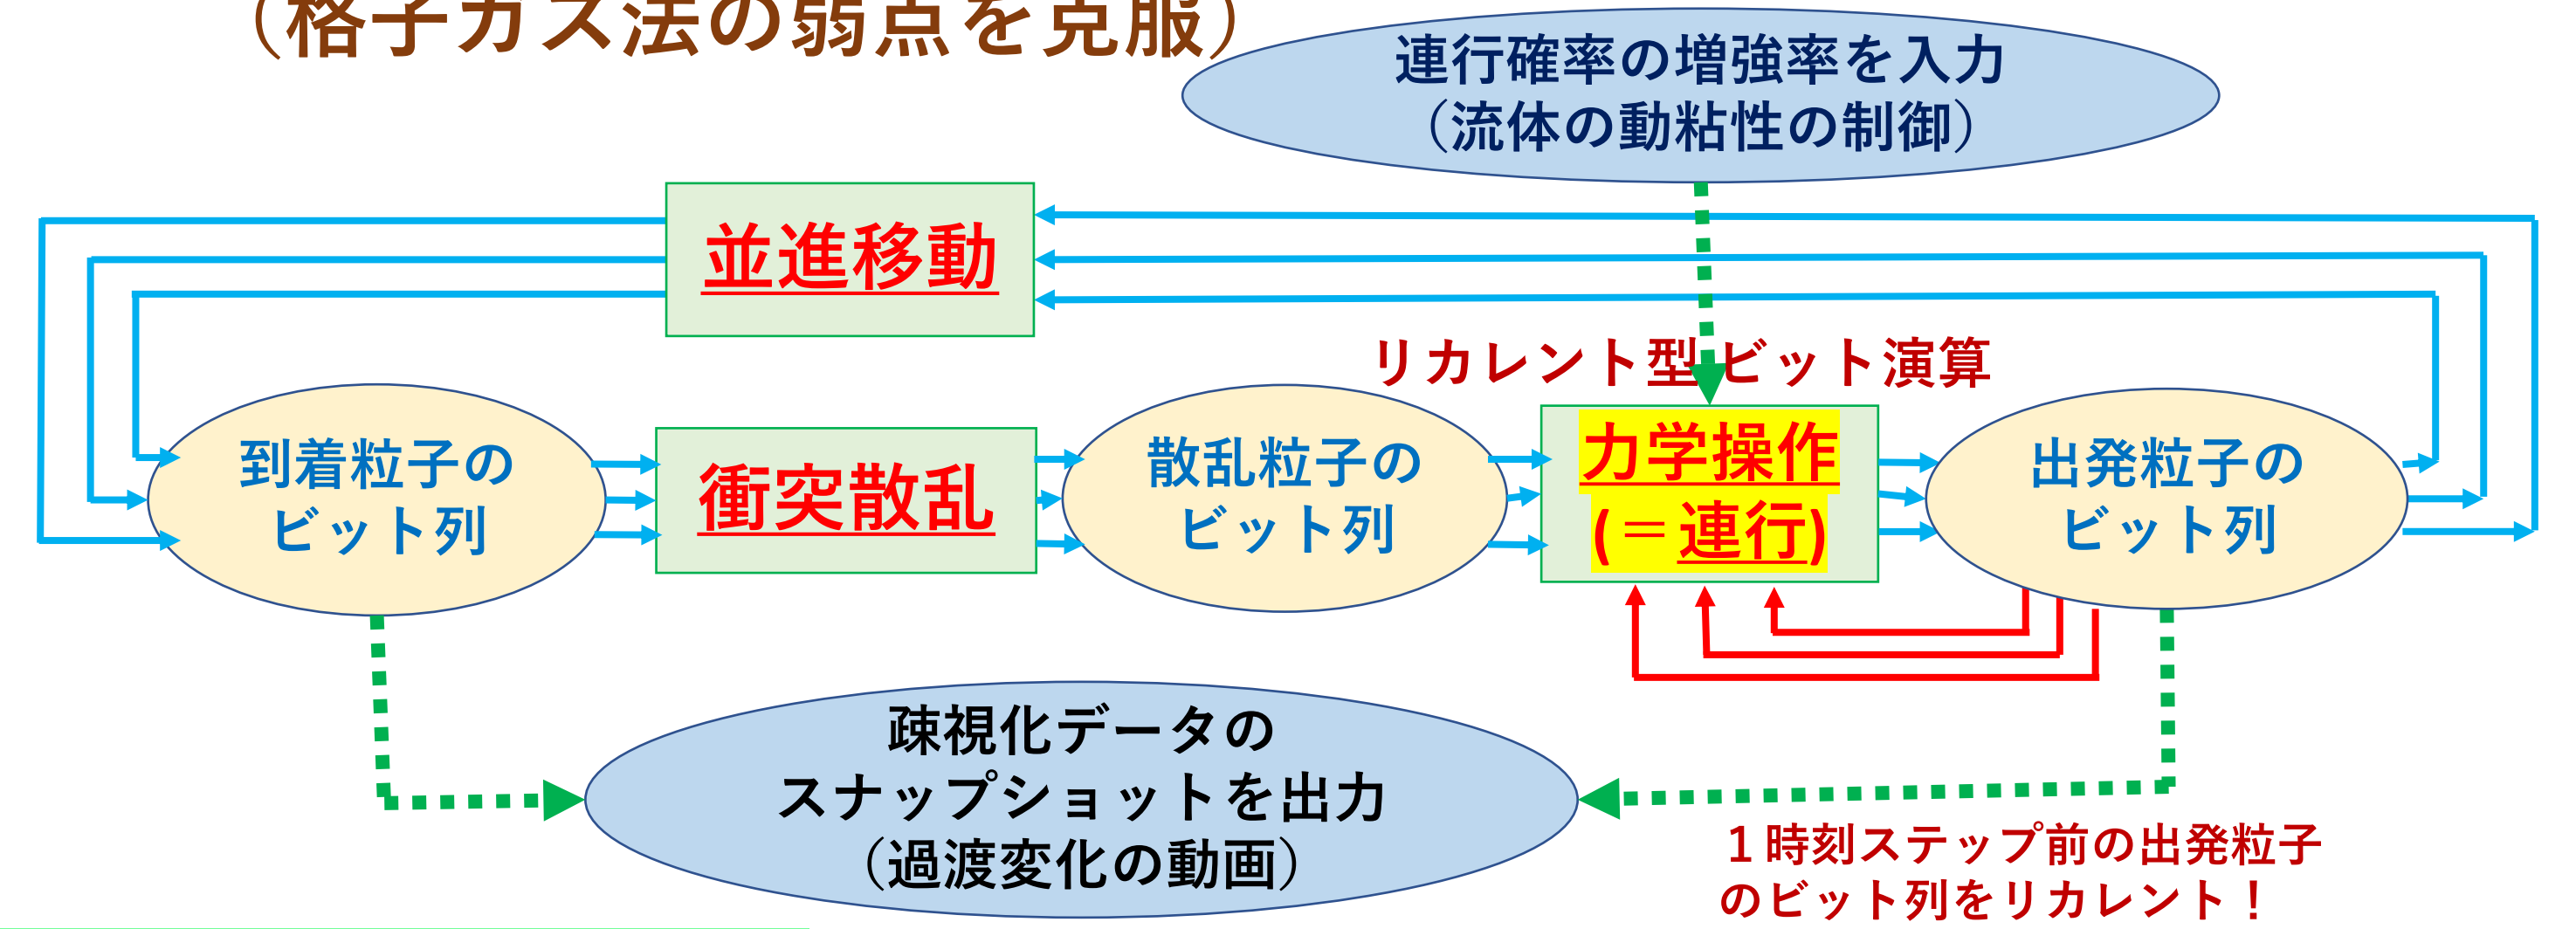 （格子ガス法の弱点を克服）
連行確率の増強率を入力
（流体の動粘性の制御）
並進移動
リカレント型ビット演算
到着粒子の
ビット列
衝突散乱
散乱粒子の
ビット列
力学操作
(＝連行)
出発粒子の
ビット列
疎視化データの
スナップショットを出力
（過渡変化の動画）
１時刻ステップ前の出発粒子
のビット列をリカレント！